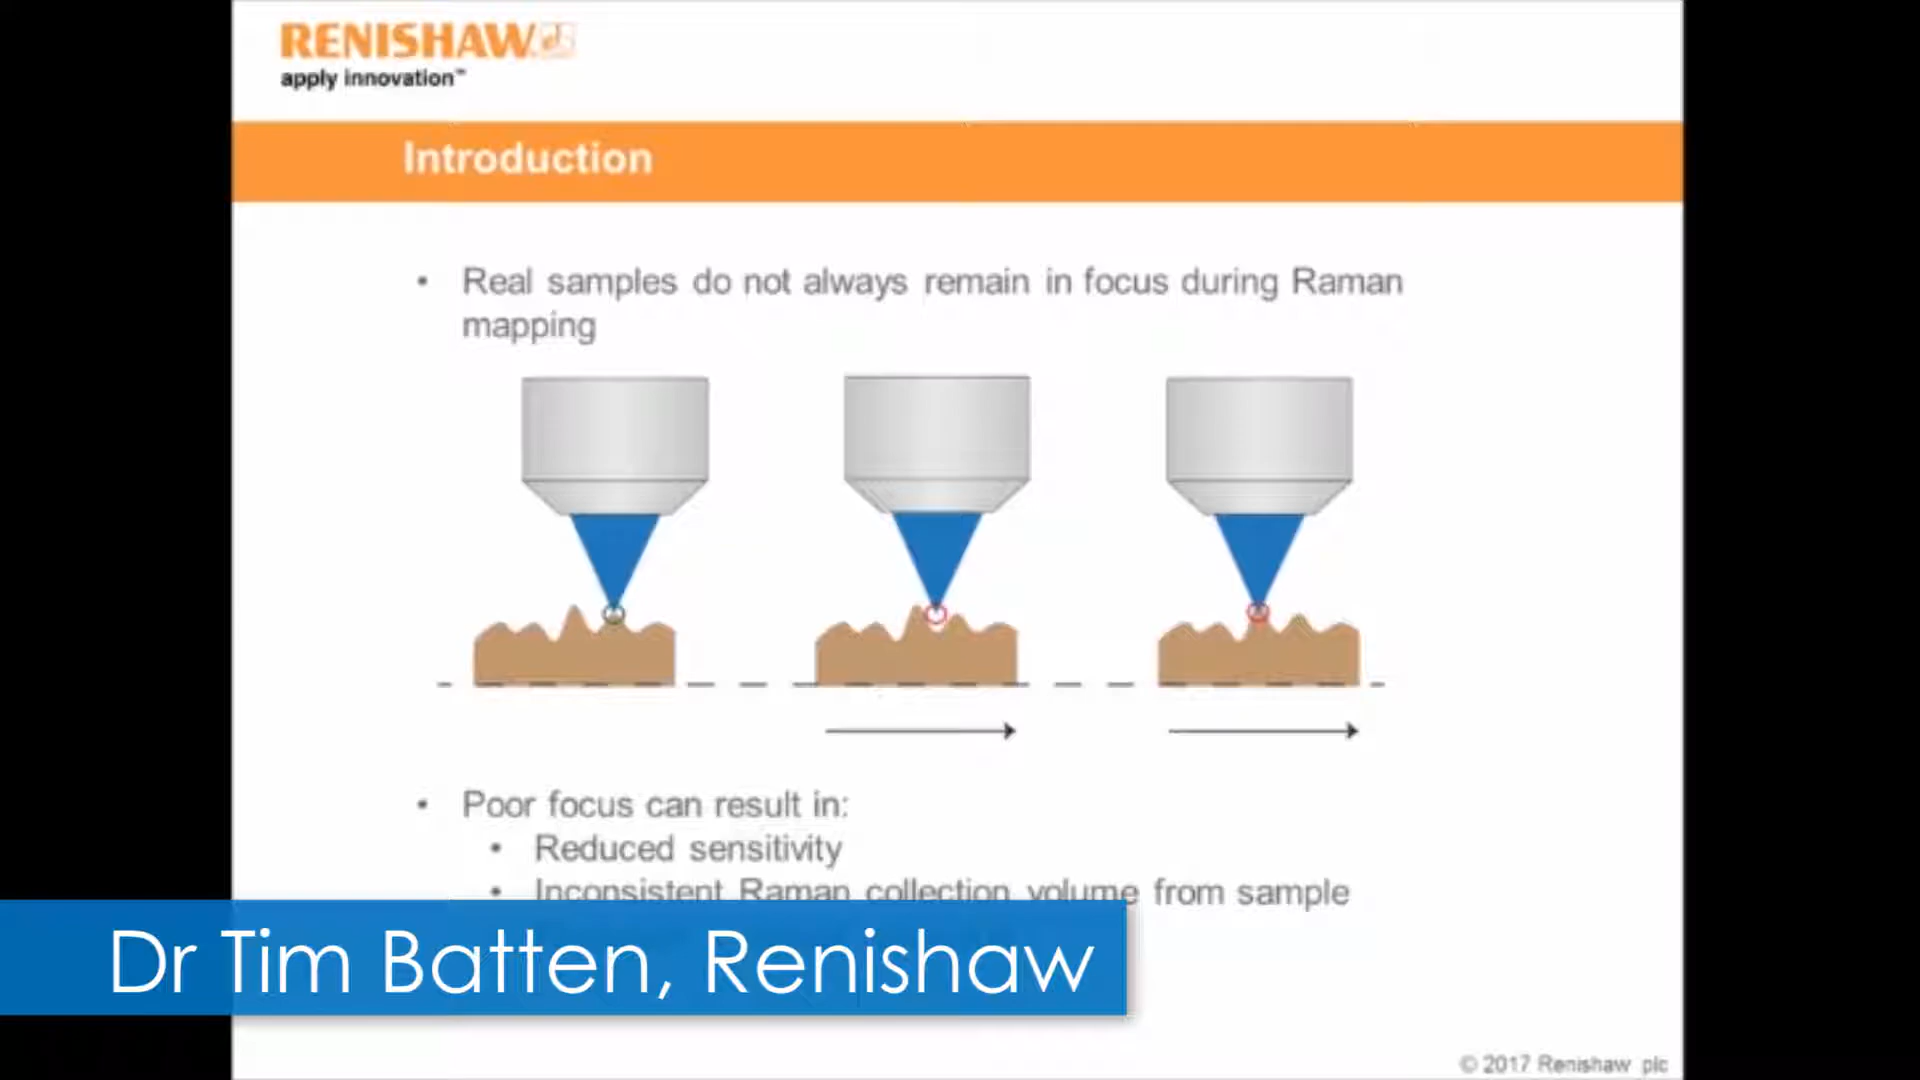 RENISHAW
apply innovation™
Introduction
• Real samples do not always remain in focus during Raman
mapping
• Poor focus can result in:
• Reduced sensitivity
• Inconsistent Raman collection volume from sample
Dr Tim Batten, Renishaw
© 2017 Renishaw plc